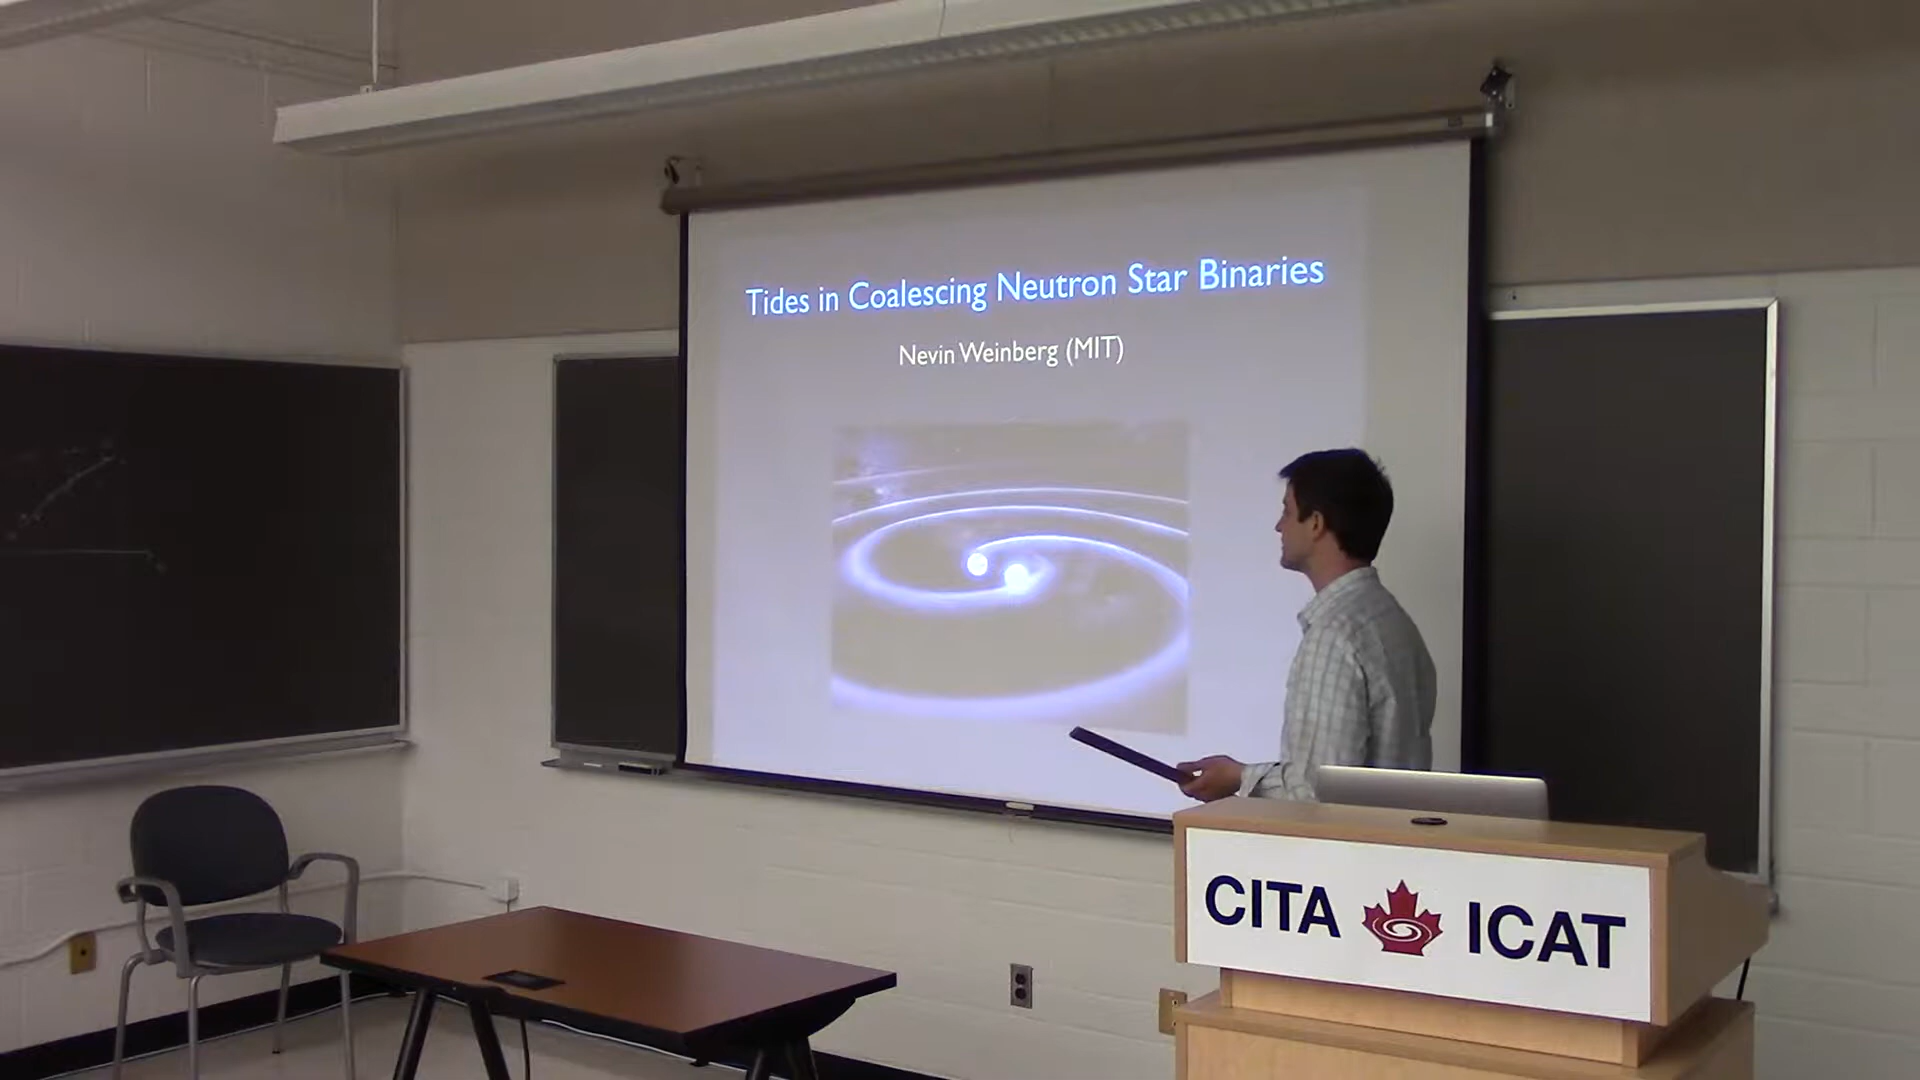 Tides in Coalescing Neutron Star Binaries
Nevin Weinberg (MIT)
CITA ICAT